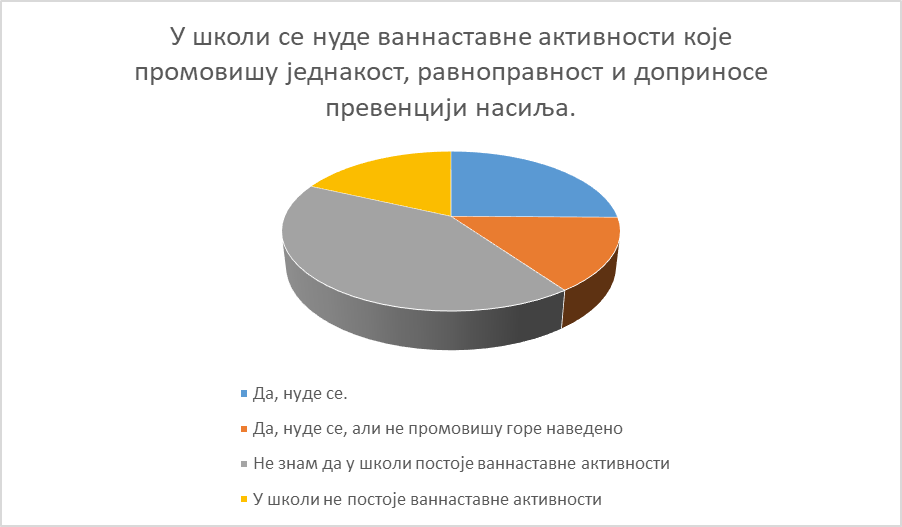 У школи се нуде ваннаставне активности које
промовишу једнакост, равноправност и доприносе
превенцији насиља.
Да, нуде се.
Да, нуде се, али не промовишу горе наведено
Не знам да у школи постоје ваннаставне активности
У школи не постоје ваннаставне активности